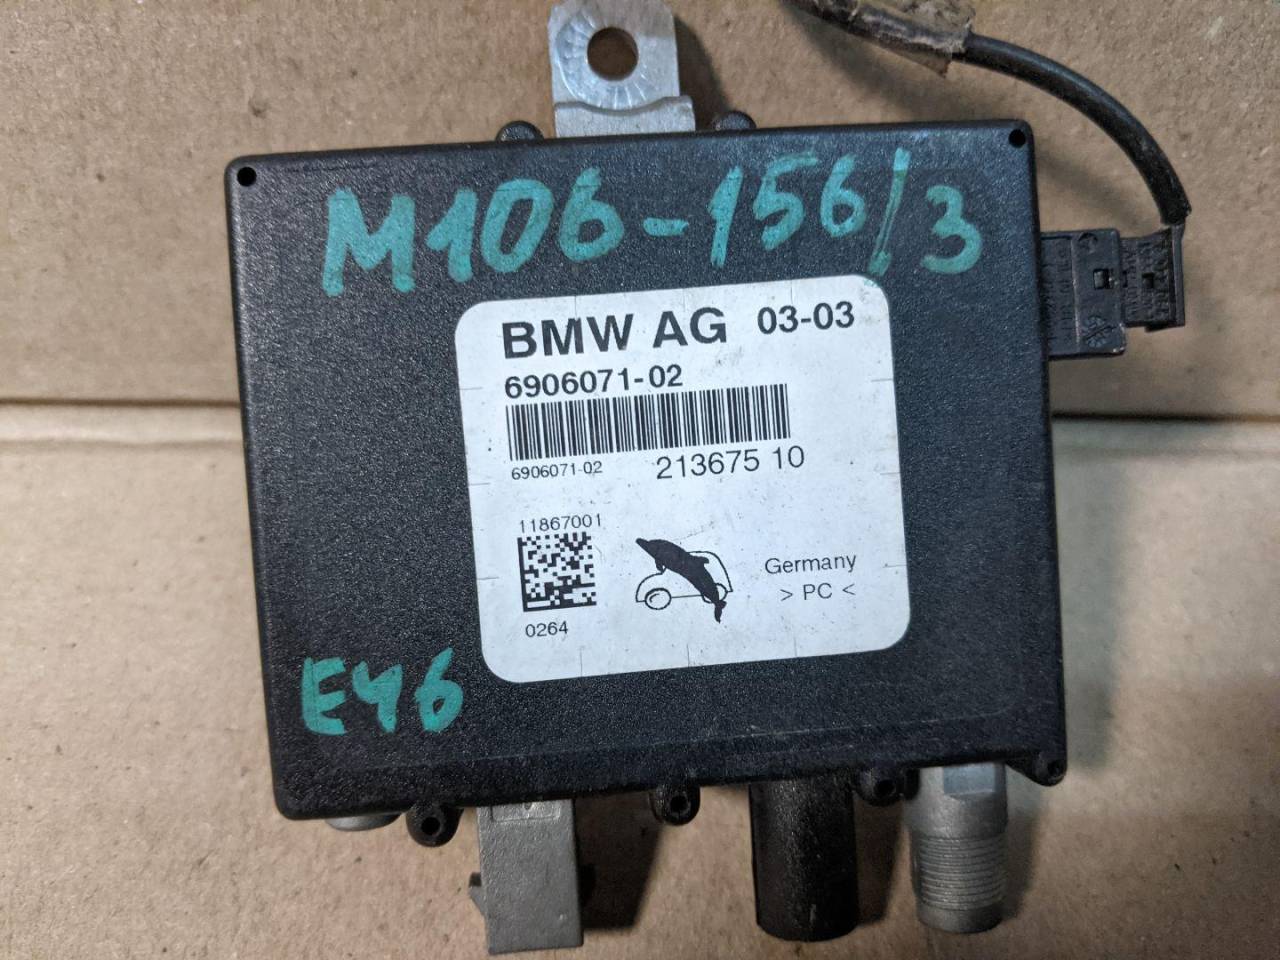 M106-156/3
BMW AG 03-03
6906071-02
6906071-02 213675 10
11867001
Germany
> PC <
0264
E46